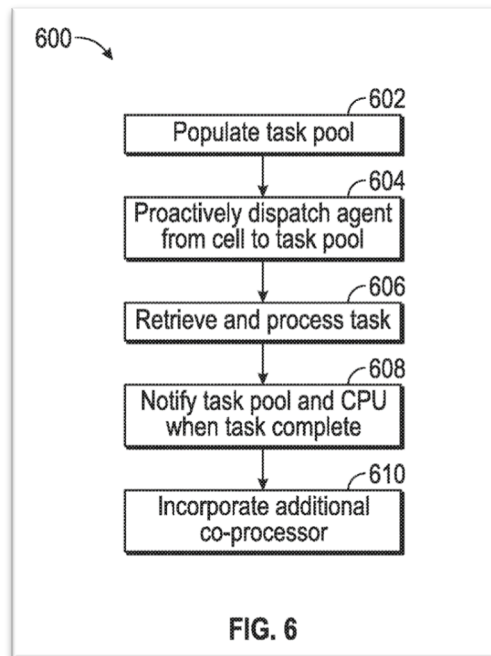 600
602
Populate task pool
604
Proactively dispatch agent
from cell to task pool
606
Retrieve and process task
608
Notify task pool and CPU
when task complete
610
Incorporate additional
co-processor
FIG. 6